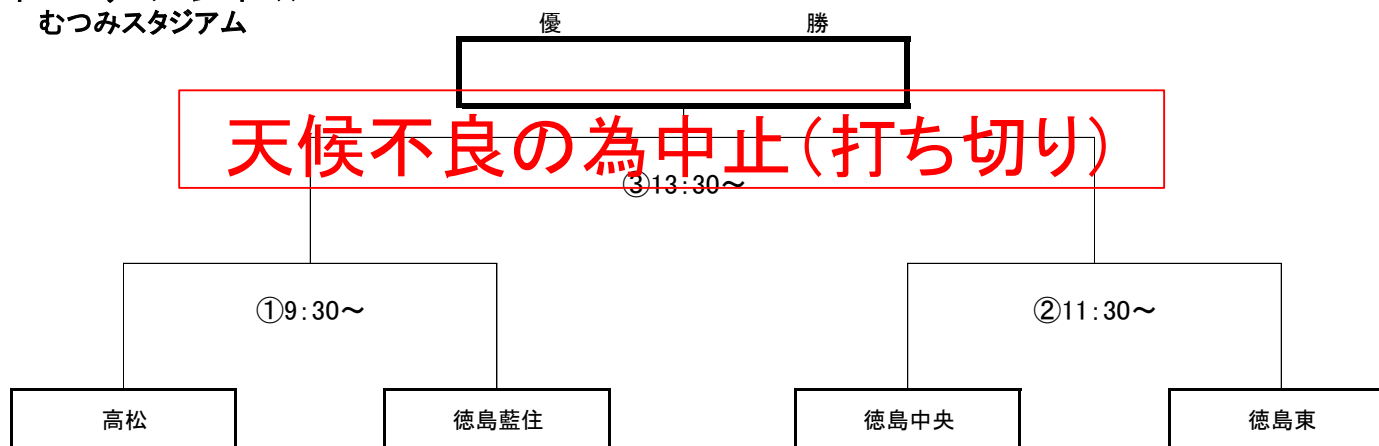 むつみスタジアム
優 勝
天候不良の為中止(打ち切り)
③13:30～
①9:30～ ②11:30～
高松 徳島藍住 徳島中央 徳島東